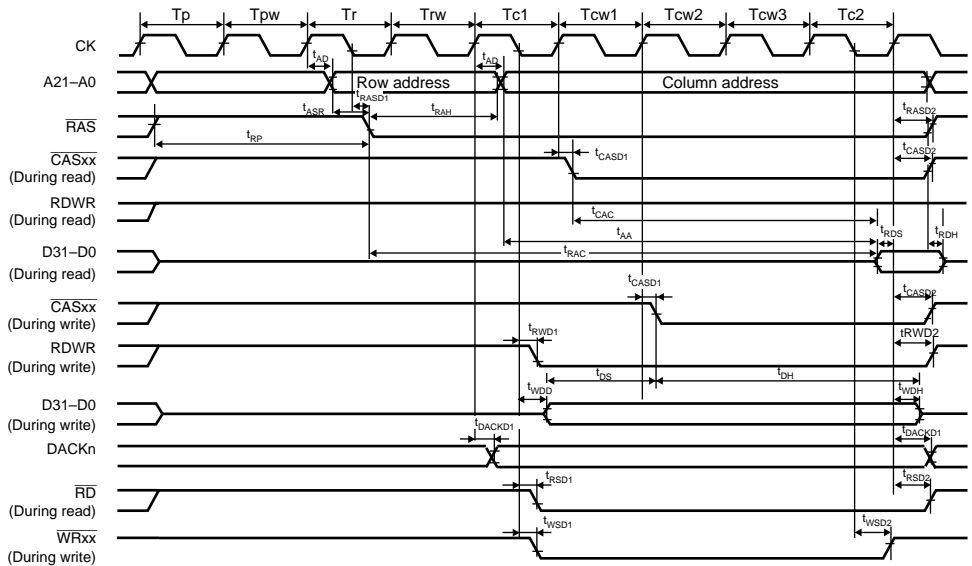 Tp Tpw Tr Trw Tc1 Tcw1 Tcw2 Tcw3 Tc2
CK
tAD tAD
A21–A0 Row address Column address
tRASD1
tASR tRAH tRASD2
RAS
tRP
CASxx tCASD1 tCASD2
(During read)
RDWR
(During read)
tCAC
tAA tRDS tRDH
D31–D0 tRAC
(During read)
tCASD1 tCASD2
CASxx
(During write)
RDWR tRWD1 tRWD2
(During write)
tDS tDH
tWDD tWDH
D31–D0
(During write)
tDACKD1 tDACKD1
DACKn
RD tRSD1 tRSD2
(During read)
WRxx tWSD1 tWSD2
(During write)